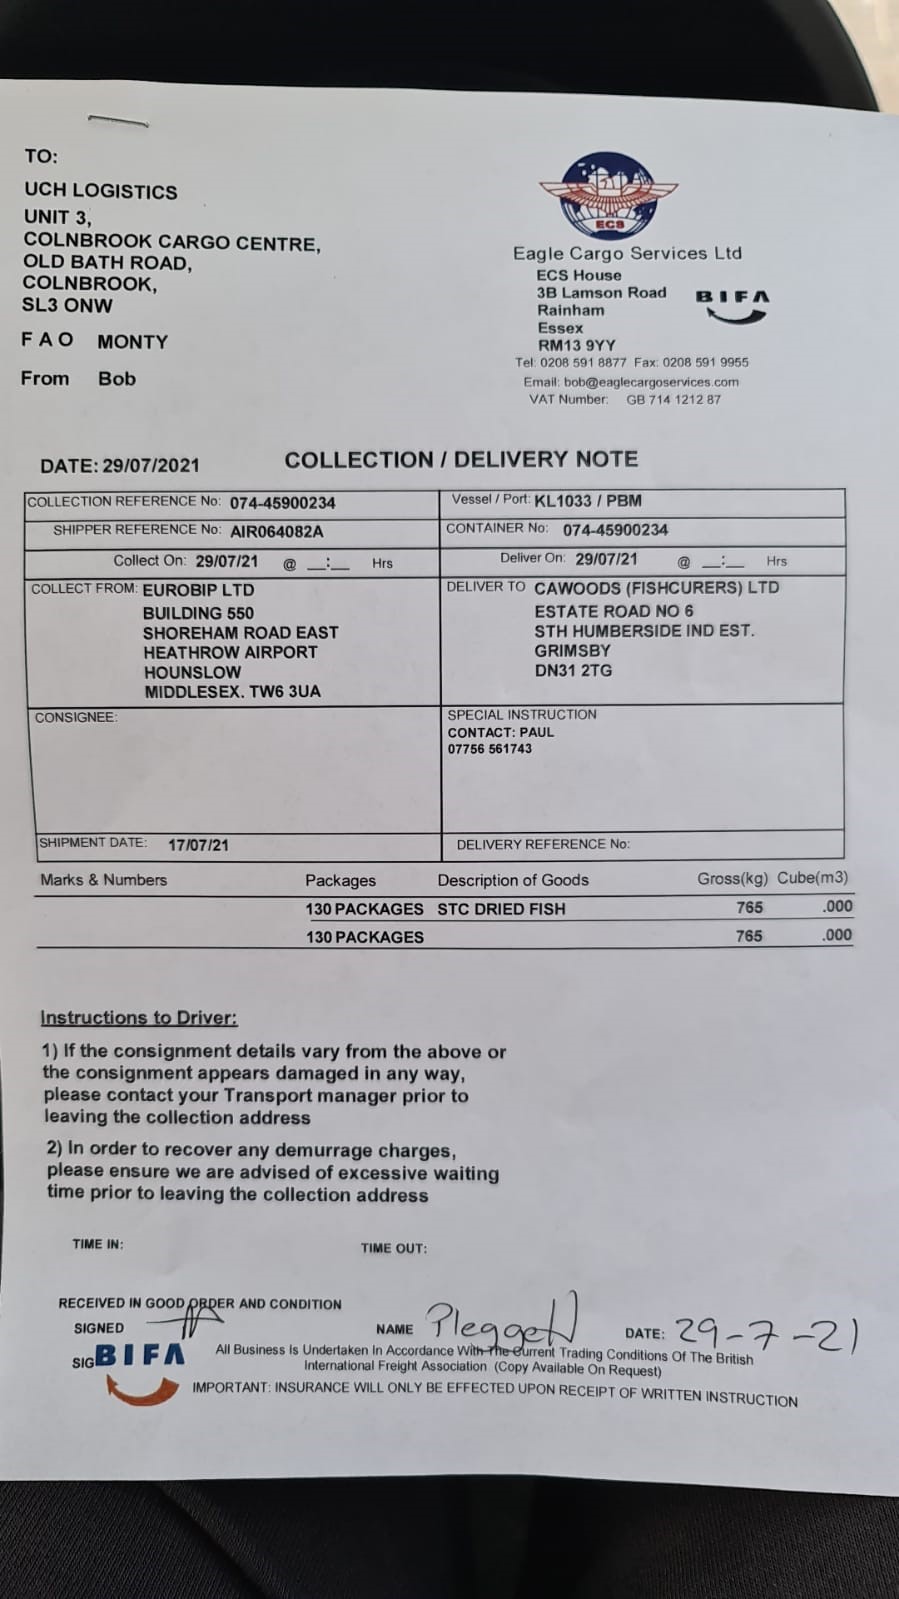 TO:
UCH LOGISTICS
UNIT 3,
COLNBROOK CARGO CENTRE,
OLD BATH ROAD,
COLNBROOK,
SL3 ONW
F A O MONTY
From Bob
ECS
Eagle Cargo Services Ltd
ECS House
3B Lamson Road
Rainham
Essex
RM13 9YY
BIFA
Tel: 0208 591 8877 Fax: 0208 591 9955
Email: bob@eaglecargoservices.com
VAT Number: GB 714 1212 87
DATE: 29/07/2021 COLLECTION / DELIVERY NOTE
COLLECTION REFERENCE No: 074-45900234 Vessel / Port: KL1033 / PBM
SHIPPER REFERENCE No: AIR064082A CONTAINER No: 074-45900234
Collect On: 29/07/21 @ __:__ Hrs Deliver On: 29/07/21 @ __:__ Hrs
COLLECT FROM: EUROBIP LTD
BUILDING 550
SHOREHAM ROAD EAST
HEATHROW AIRPORT
HOUNSLOW
MIDDLESEX. TW6 3UA
DELIVER TO CAWOODS (FISHCURERS) LTD
ESTATE ROAD NO 6
STH HUMBERSIDE IND EST.
GRIMSBY
DN31 2TG
CONSIGNEE:
SPECIAL INSTRUCTION
CONTACT: PAUL
07756 561743
SHIPMENT DATE: 17/07/21 DELIVERY REFERENCE No:
Marks & Numbers Packages Description of Goods Gross(kg) Cube(m3)
130 PACKAGES STC DRIED FISH 765 .000
130 PACKAGES 765 .000
Instructions to Driver:
1) If the consignment details vary from the above or
the consignment appears damaged in any way,
please contact your Transport manager prior to
leaving the collection address
2) In order to recover any demurrage charges,
please ensure we are advised of excessive waiting
time prior to leaving the collection address
TIME IN: TIME OUT:
RECEIVED IN GOOD ORDER AND CONDITION
SIGNED NAME Pleggett DATE: 29-7-21
SIG BIFA All Business Is Undertaken In Accordance With The Current Trading Conditions Of The British
International Freight Association (Copy Available On Request)
IMPORTANT: INSURANCE WILL ONLY BE EFFECTED UPON RECEIPT OF WRITTEN INSTRUCTION